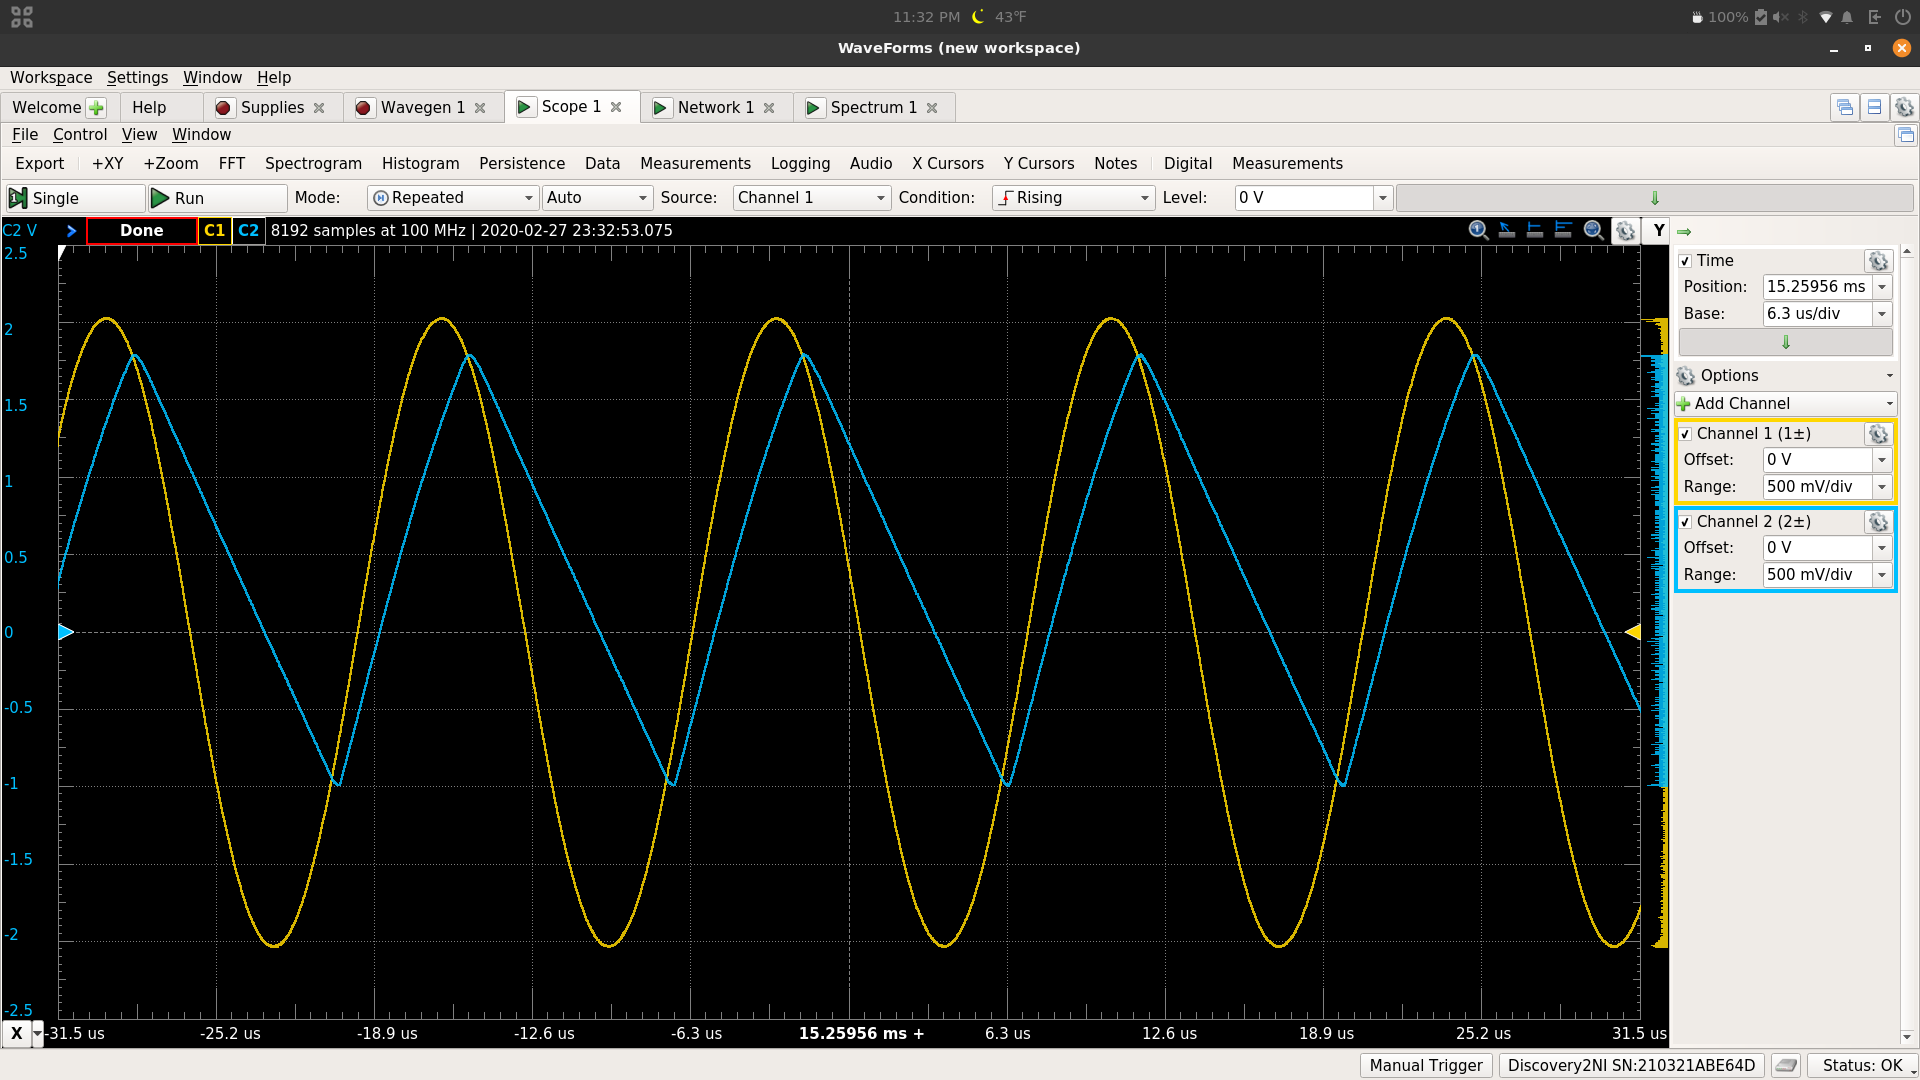 11:32 PM 43°F 100%
WaveForms (new workspace)
Workspace Settings Window Help
Welcome Help Supplies Wavegen 1 Scope 1 Network 1 Spectrum 1
File Control View Window
Export +XY +Zoom FFT Spectrogram Histogram Persistence Data Measurements Logging Audio X Cursors Y Cursors Notes Digital Measurements
Single Run Mode: Repeated Auto Source: Channel 1 Condition: Rising Level: 0 V
C2 V Done C1 C2 8192 samples at 100 MHz | 2020-02-27 23:32:53.075 Y
2.5
2
1.5
1
0.5
0
-0.5
-1
-1.5
-2
-2.5
X -31.5 us -25.2 us -18.9 us -12.6 us -6.3 us 15.25956 ms + 6.3 us 12.6 us 18.9 us 25.2 us 31.5 us
Time
Position: 15.25956 ms
Base: 6.3 us/div
Options
Add Channel
Channel 1 (1±)
Offset: 0 V
Range: 500 mV/div
Channel 2 (2±)
Offset: 0 V
Range: 500 mV/div
Manual Trigger Discovery2NI SN:210321ABE64D Status: OK